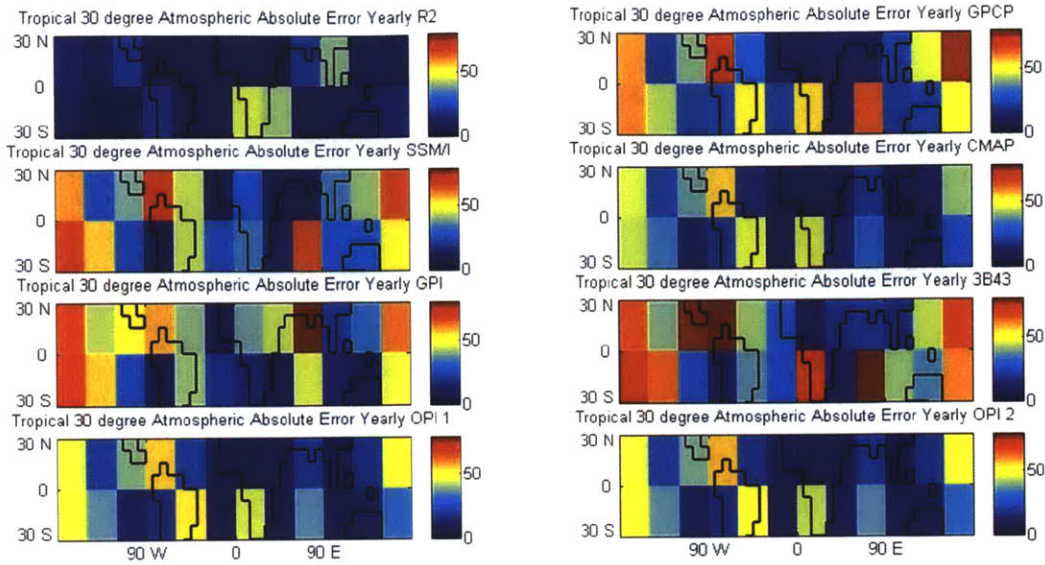 Tropical 30 degree Atmospheric Absolute Error Yearly R2
30 N
0
30 S
50
0
Tropical 30 degree Atmospheric Absolute Error Yearly SSM/I
30 N
0
30 S
50
0
Tropical 30 degree Atmospheric Absolute Error Yearly GPI
30 N
0
30 S
50
0
Tropical 30 degree Atmospheric Absolute Error Yearly OPI 1
30 N
0
30 S
50
0
90 W 0 90 E
Tropical 30 degree Atmospheric Absolute Error Yearly GPCP
30 N
0
30 S
50
0
Tropical 30 degree Atmospheric Absolute Error Yearly CMAP
30 N
0
30 S
50
0
Tropical 30 degree Atmospheric Absolute Error Yearly 3B43
30 N
0
30 S
50
0
Tropical 30 degree Atmospheric Absolute Error Yearly OPI 2
30 N
0
30 S
50
0
90 W 0 90 E